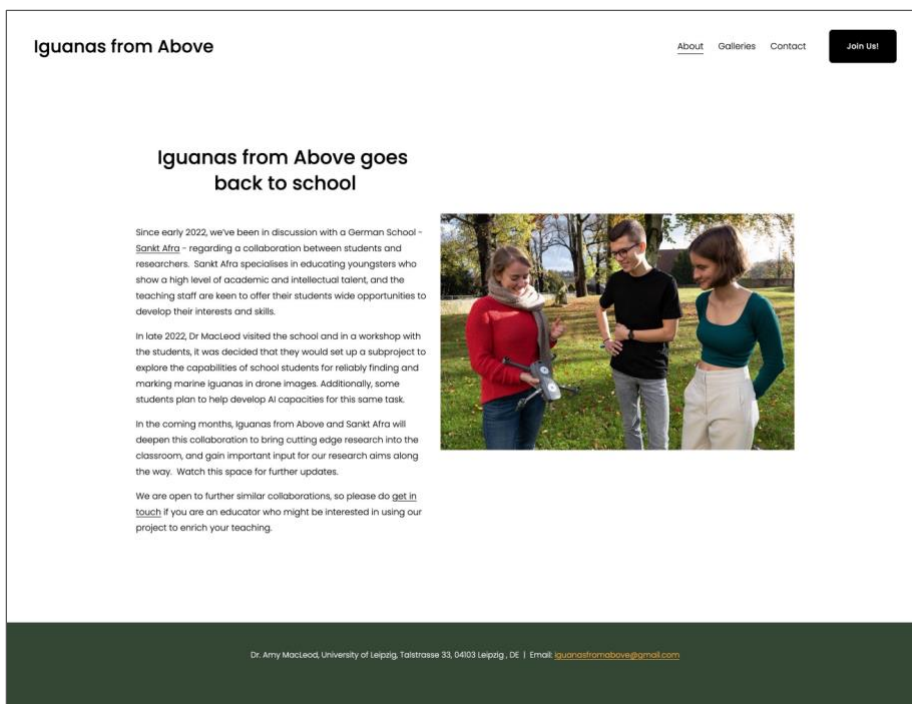 Iguanas from Above
About Galleries Contact Join Us!
Iguanas from Above goes
back to school
Since early 2022, we've been in discussion with a German School -
Sankt Afra - regarding a collaboration between students and
researchers. Sankt Afra specialises in educating youngsters who
show a high level of academic and intellectual talent, and the
teaching staff are keen to offer their students wide opportunities to
develop their interests and skills.
In late 2022, Dr MacLeod visited the school and in a workshop with
the students, it was decided that they would set up a subproject to
explore the capabilities of school students for reliably finding and
marking marine iguanas in drone images. Additionally, some
students plan to help develop AI capacities for this same task.
In the coming months, Iguanas from Above and Sankt Afra will
deepen this collaboration to bring cutting edge research into the
classroom, and gain important input for our research aims along
the way. Watch this space for further updates.
We are open to further similar collaborations, so please do get in
touch if you are an educator who might be interested in using our
project to enrich your teaching.
Dr. Amy MacLeod, University of Leipzig, Talstrasse 33, 04103 Leipzig , DE | Email: iguanasfromabove@gmail.com